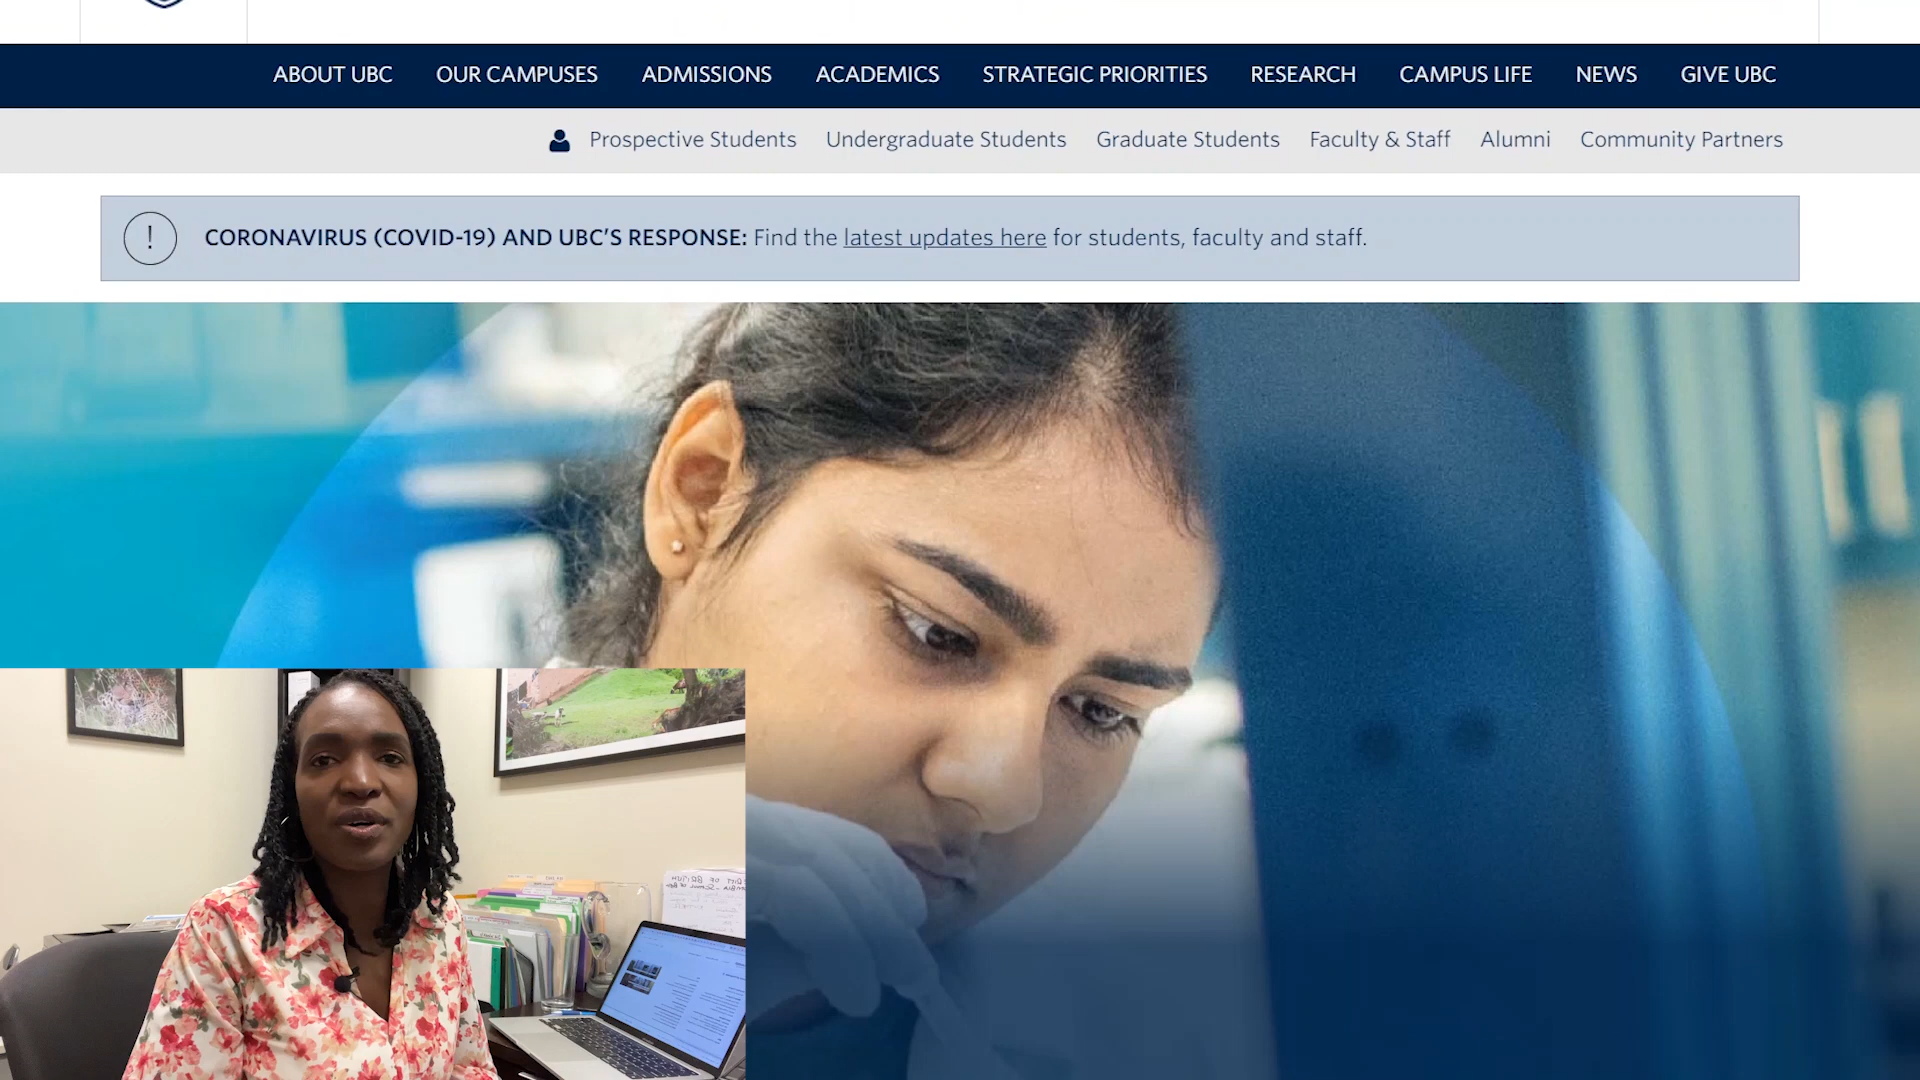 ABOUT UBC OUR CAMPUSES ADMISSIONS ACADEMICS STRATEGIC PRIORITIES RESEARCH CAMPUS LIFE NEWS GIVE UBC
Prospective Students Undergraduate Students Graduate Students Faculty & Staff Alumni Community Partners
! CORONAVIRUS (COVID-19) AND UBC'S RESPONSE: Find the latest updates here for students, faculty and staff.